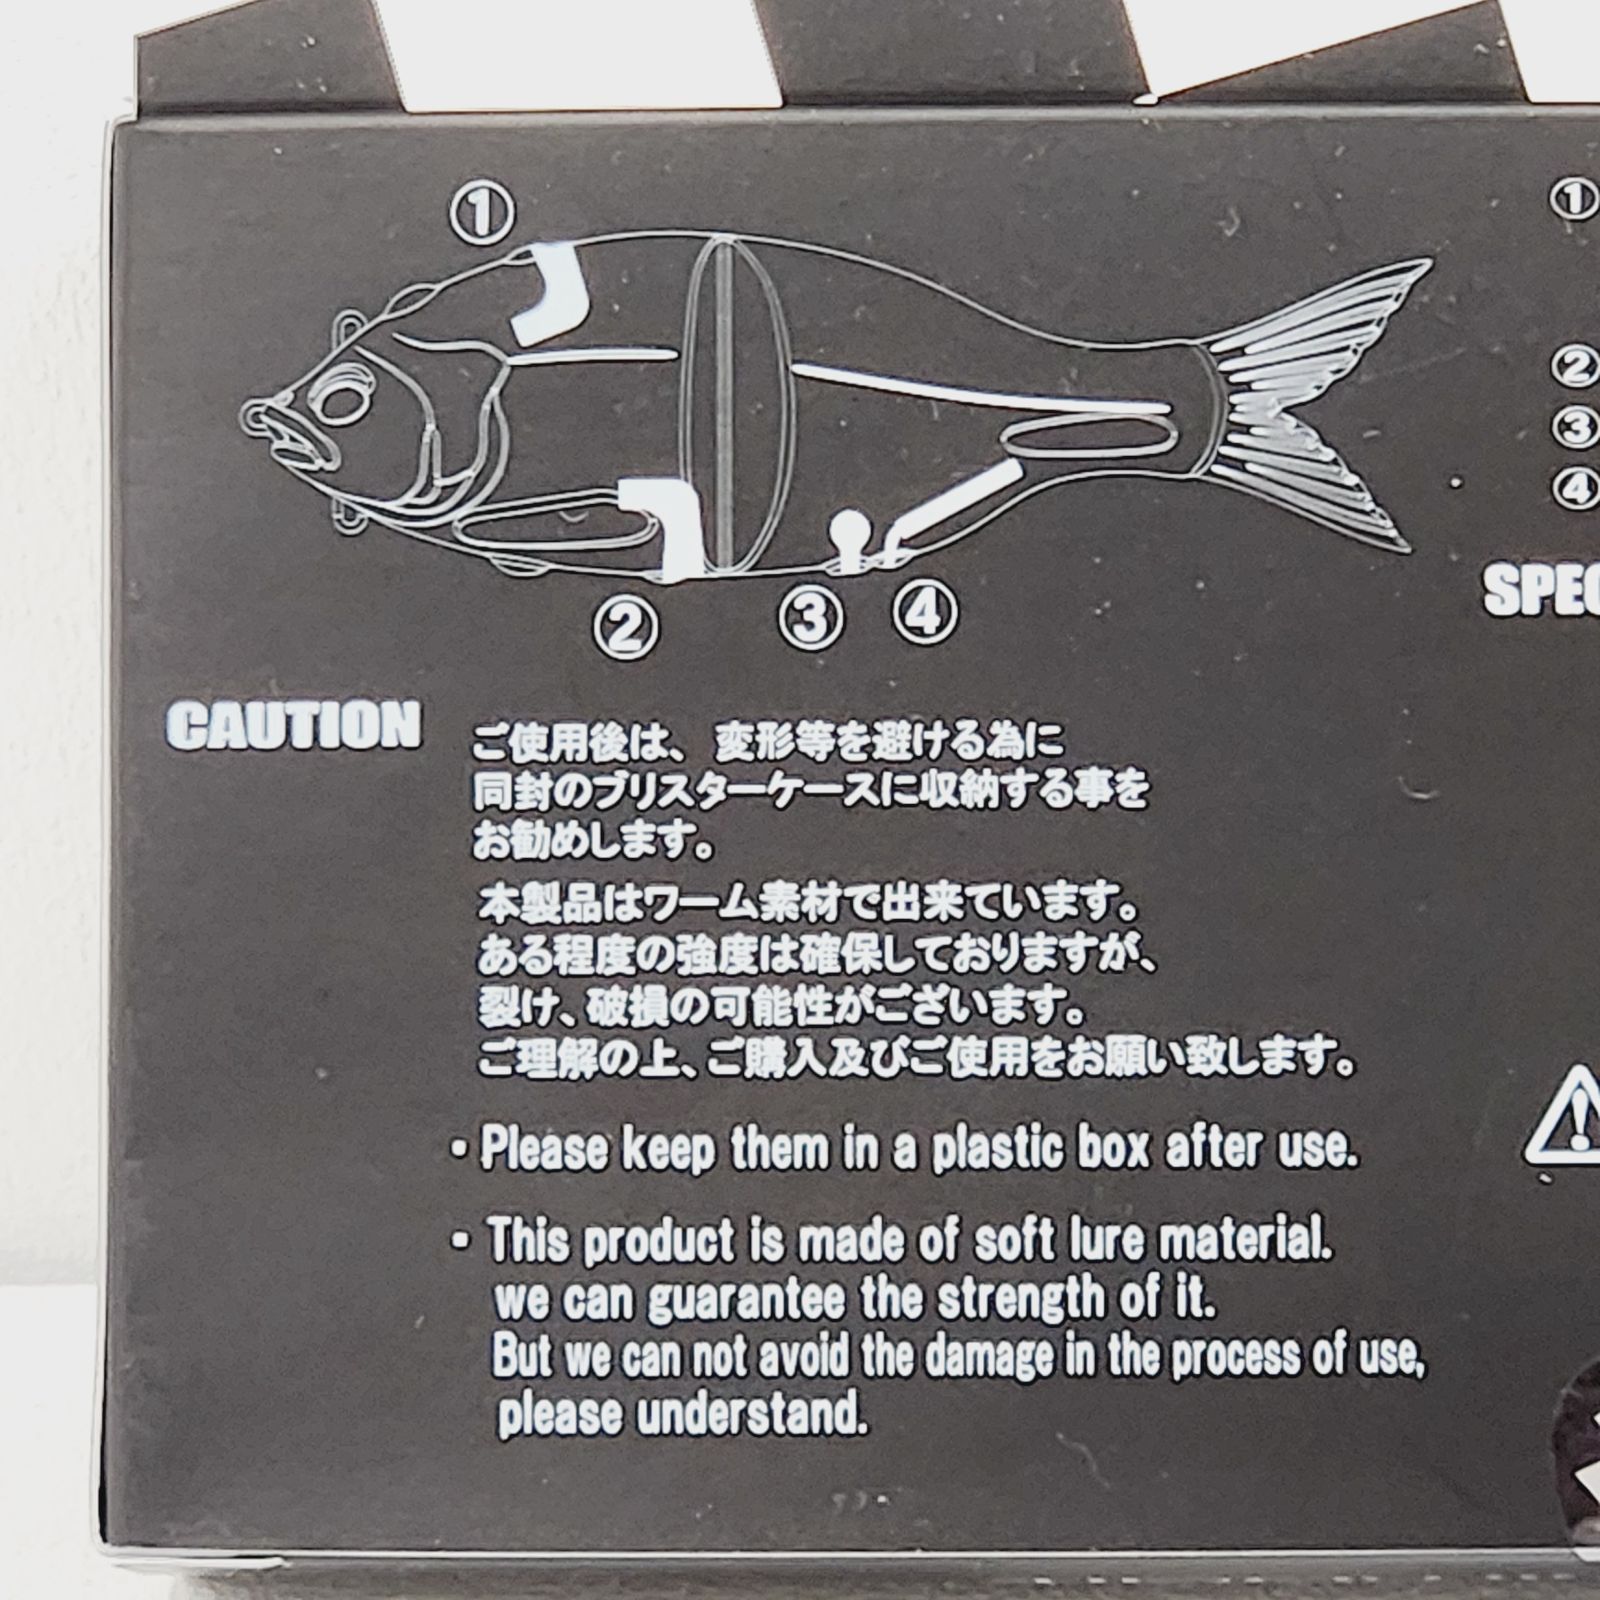 ①
①
②
③
④
②
③
④
SPEC
CAUTION
ご使用後は、変形等を避ける為に
同封のブリスターケースに収納する事を
お勧めします。
本製品はワーム素材で出来ています。
ある程度の強度は確保しておりますが、
裂け、破損の可能性がございます。
ご理解の上、ご購入及びご使用をお願い致します。
・Please keep them in a plastic box after use.
・This product is made of soft lure material.
we can guarantee the strength of it.
But we can not avoid the damage in the process of use,
please understand.